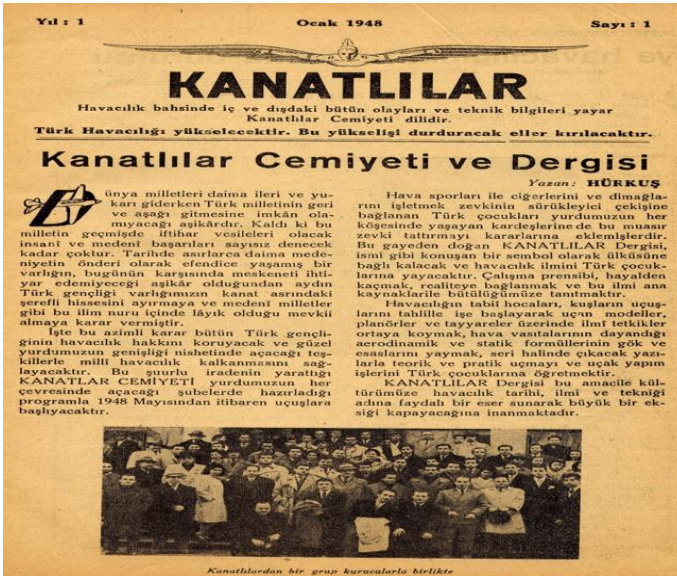 Yıl : 1
Ocak 1948
Sayı : 1
KANATLILAR
Havacılık bahsinde iç ve dışdaki bütün olayları ve teknik bilgileri yayar
Kanatlılar Cemiyeti dilidir.
Türk Havacılığı yükselecektir. Bu yükselişi durduracak eller kırılacaktır.
Kanatlılar Cemiyeti ve Dergisi
Yazan: HÜRKUŞ
Dünya milletleri daima ileri ve yu-
karı giderken Türk milletinin geri
ve aşağı gitmesine imkân ola-
mıyacağı aşikârdır. Kaldı ki bu
milletin geçmişde iftihar vesileleri olacak
insanî ve medenî başarıları sayısız denecek
kadar çoktur. Tarihde asırlarca daima mede-
niyetin önderi olarak efendice yaşamış bir
varlığın, bugünün karşısında meskeneti ihti-
yar edemiyeceği aşikâr olduğundan aydın
Türk gençliği varlığımızın kanat asrındaki
şerefli hissesini ayırmaya ve medenî milletler
gibi bu ilim nuru içinde lâyık olduğu mevkii
almaya karar vermiştir.
İşte bu azimli karar bütün Türk gençli-
ğinin havacılık hakkını koruyacak ve güzel
yurdumuzun genişliği nisbetinde açacağı teş-
killerle millî havacılık kalkanmasını sağ-
layacaktır. Bu şuurlu iradenin yarattığı
KANATLAR CEMİYETİ yurdumuzun her
çevresinde açacağı şubelerde hazırladığı
programla 1948 Mayısından itibaren uçuşlara
başlıyacaktır.
Hava sporları ile ciğerlerini ve dimağla-
rını işletmek zevkinin sürükleyici çekişine
bağlanan Türk çocukları yurdumuzun her
köşesinde yaşayan kardeşlerine de bu muasır
zevki tattırmayı kararlarına eklemişlerdir.
Bu gayeden doğan KANATLILAR Dergisi,
ismi gibi konuşan bir sembol olarak ülküsüne
bağlı kalacak ve havacılık ilmini Türk çocuk-
larına yayacaktır. Çalışma prensibi, hayalden
kaçmak, realiteye bağlanmak ve bu ilmi ana
kaynaklarile bütülüğümüze tanıtmaktır.
Havacılığın tabiî hocaları, kuşların uçuş-
larını tahlille işe başlayarak uçan modeller,
planörler ve tayyareler üzerinde ilmî tetkikler
ortaya koymak, hava vasıtalarının dayandığı
aerodinamik ve statik formüllerinin gök ve
esaslarını yaymak, seri halinde çıkacak yazı-
larla teorik ve pratik uçmayı ve uçak yapım
işlerini Türk çocuklarına öğretmektir.
KANATLILAR Dergisi bu amacile kül-
türümüze havacılık tarihi, ilmi ve tekniği
adına faydalı bir eser sunarak büyük bir ek-
siği kapayacağına inanmaktadır.
Kanatlılardan bir grup kurucularla birlikte